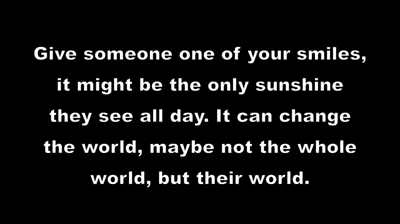 Give someone one of your smiles,
it might be the only sunshine
they see all day. It can change
the world, maybe not the whole
world, but their world.